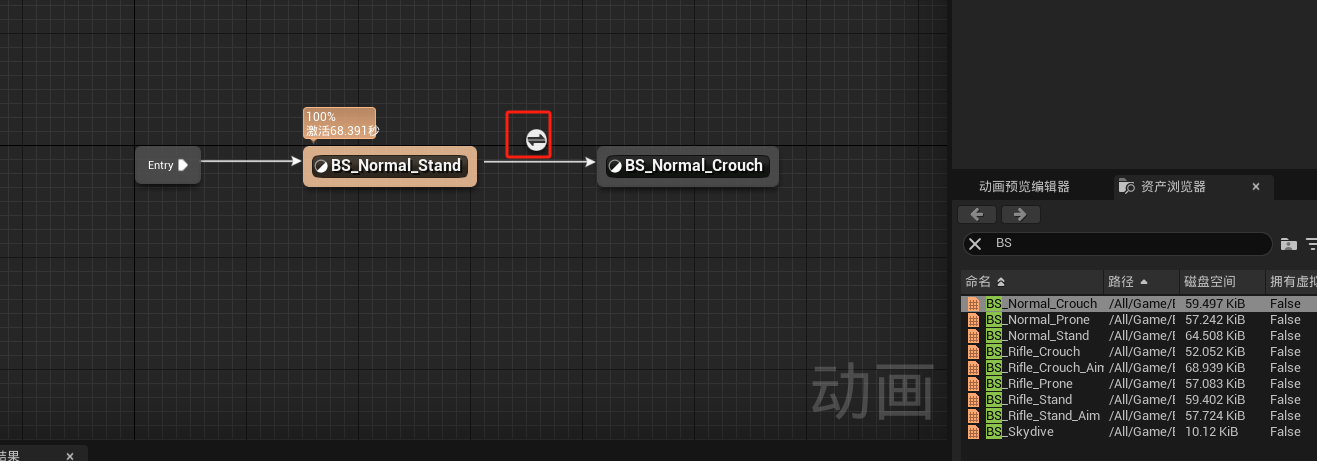 100%
激活68.391秒
Entry
BS_Normal_Stand
BS_Normal_Crouch
动画
结果
动画预览编辑器
资产浏览器
BS
命名 路径 磁盘空间 拥有虚拟
BS_Normal_Crouch /All/Game/E 59.497 KiB False
BS_Normal_Prone /All/Game/E 57.242 KiB False
BS_Normal_Stand /All/Game/E 64.508 KiB False
BS_Rifle_Crouch /All/Game/E 52.052 KiB False
BS_Rifle_Crouch_Aim /All/Game/E 68.939 KiB False
BS_Rifle_Prone /All/Game/E 57.083 KiB False
BS_Rifle_Stand /All/Game/E 59.402 KiB False
BS_Rifle_Stand_Aim /All/Game/E 57.724 KiB False
BS_Skydive /All/Game/E 10.12 KiB False